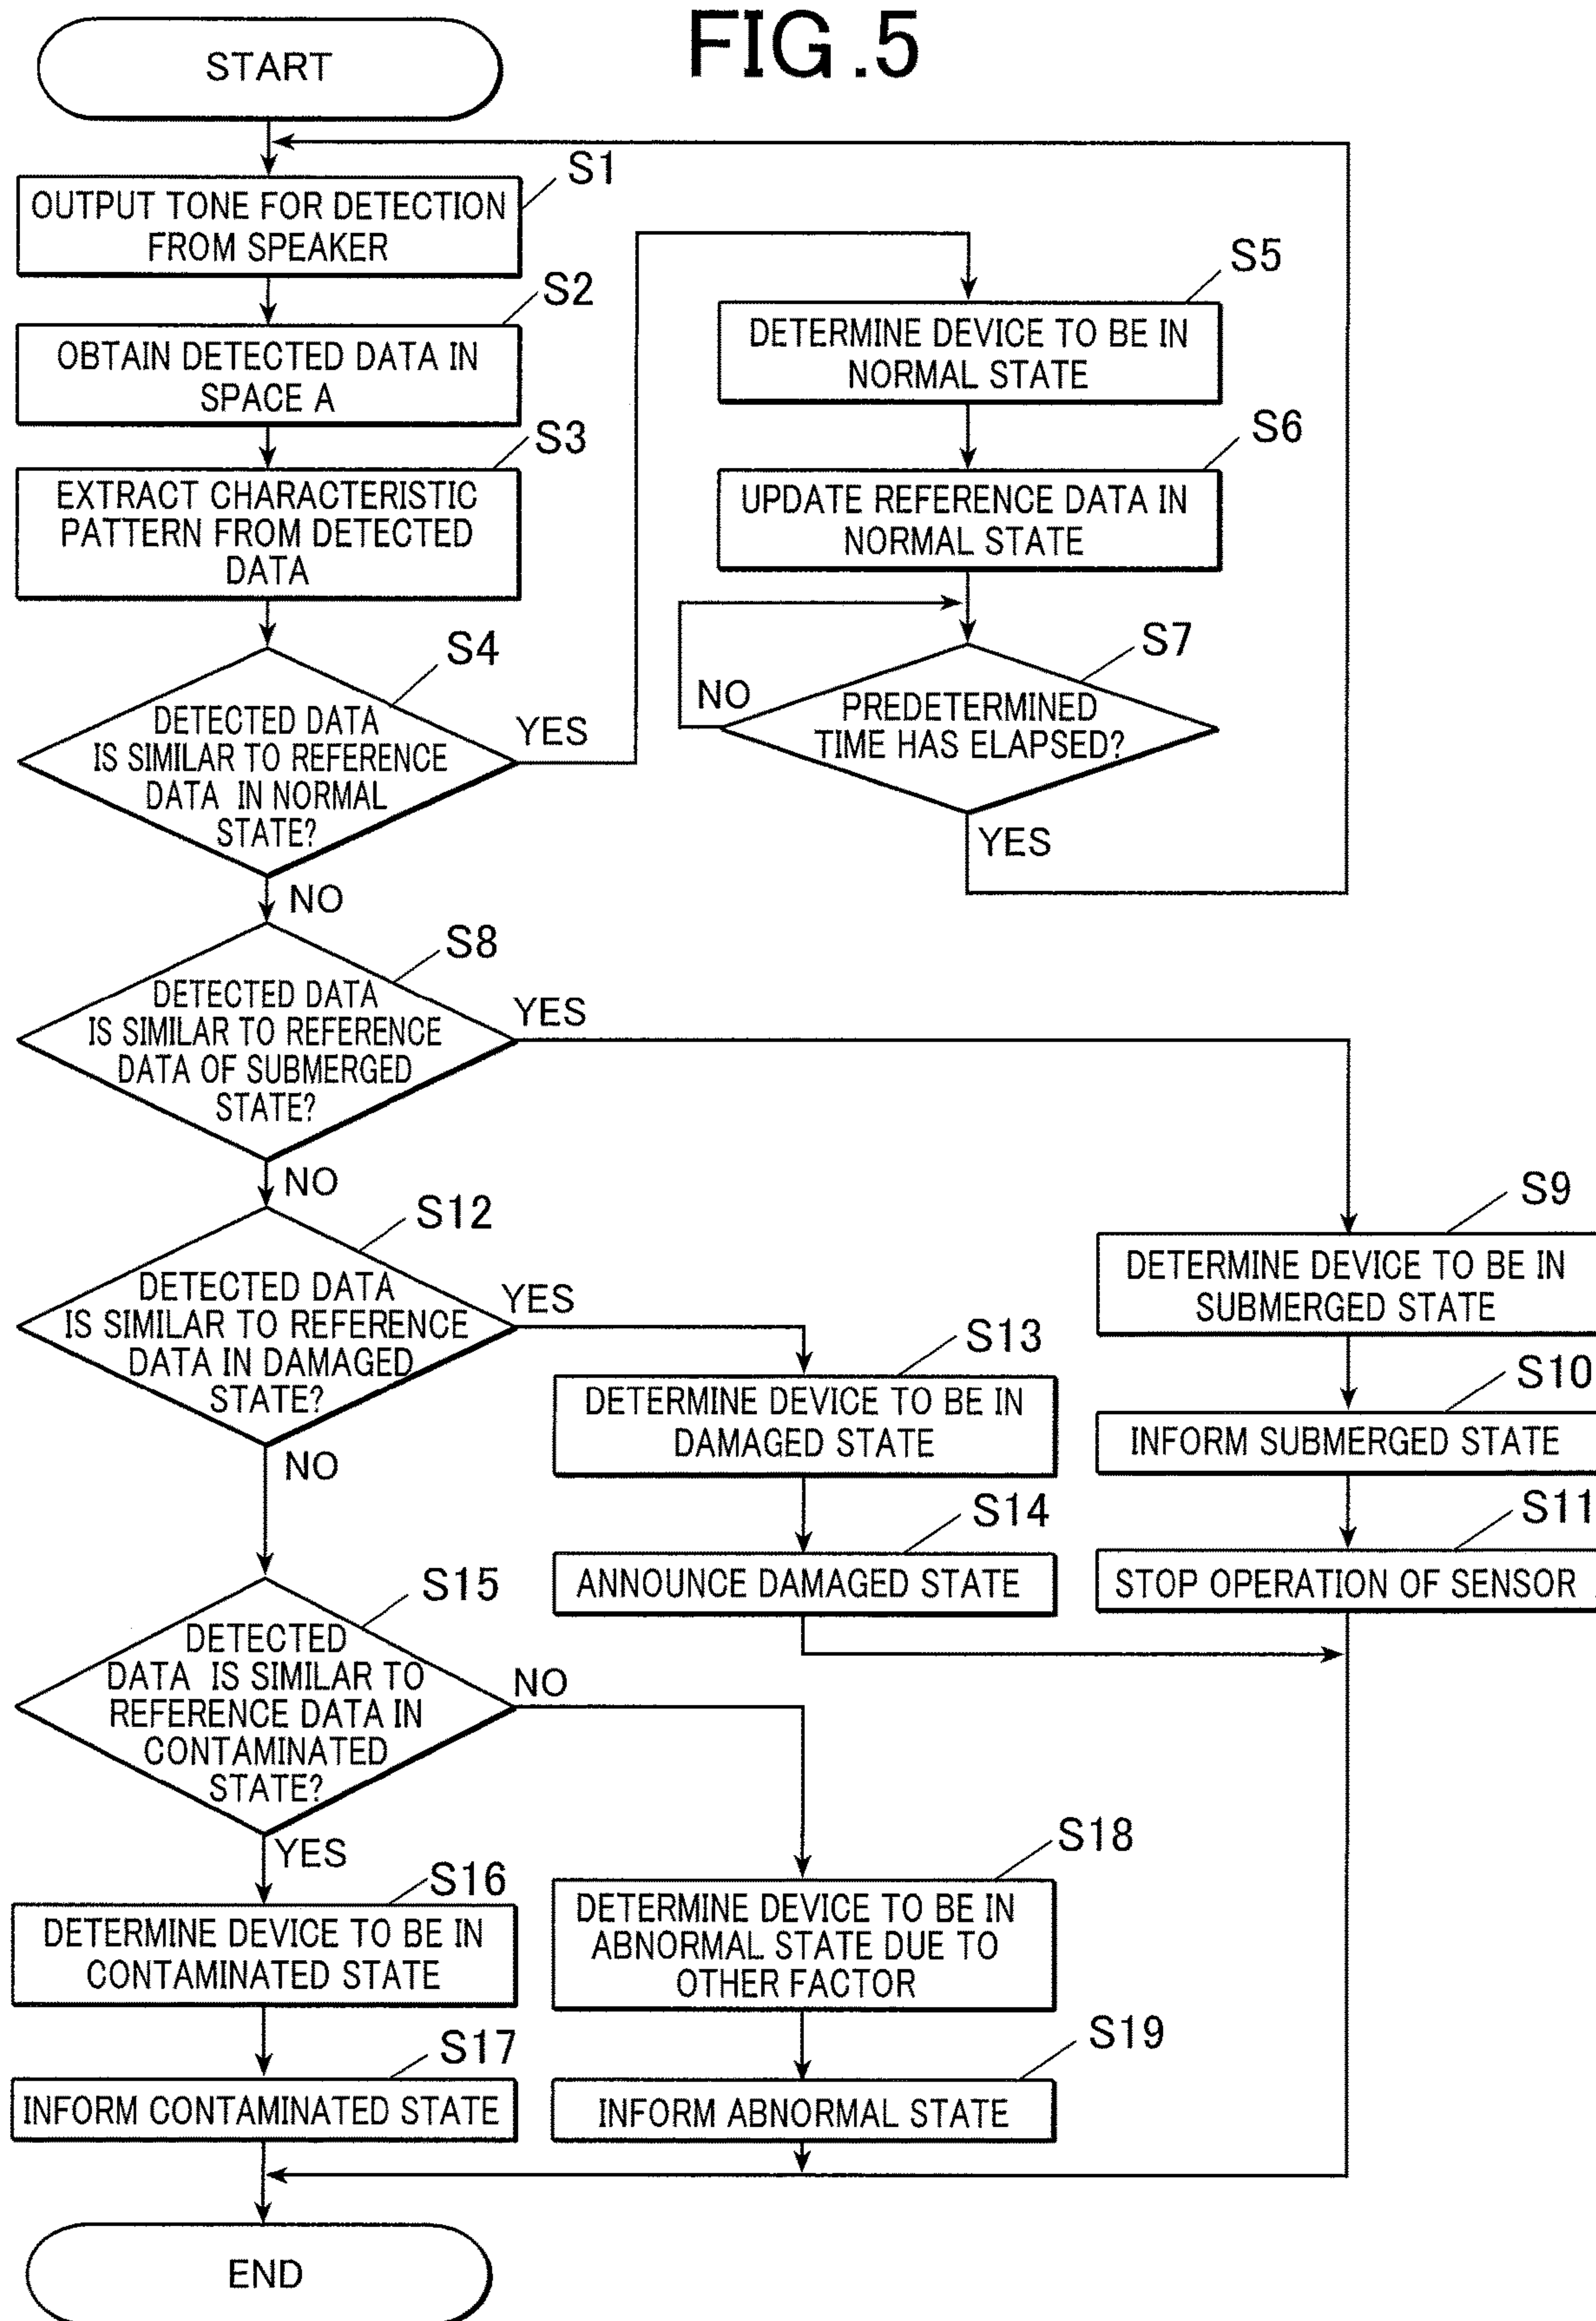 FIG.5
START
S1
OUTPUT TONE FOR DETECTION
FROM SPEAKER
S2
OBTAIN DETECTED DATA IN
SPACE A
S3
EXTRACT CHARACTERISTIC
PATTERN FROM DETECTED
DATA
S4
DETECTED DATA
IS SIMILAR TO REFERENCE
DATA IN NORMAL
STATE?
YES
NO
S5
DETERMINE DEVICE TO BE IN
NORMAL STATE
S6
UPDATE REFERENCE DATA IN
NORMAL STATE
S7
PREDETERMINED
TIME HAS ELAPSED?
NO
YES
S8
DETECTED DATA
IS SIMILAR TO REFERENCE
DATA OF SUBMERGED
STATE?
YES
NO
S9
DETERMINE DEVICE TO BE IN
SUBMERGED STATE
S10
INFORM SUBMERGED STATE
S11
STOP OPERATION OF SENSOR
S12
DETECTED DATA
IS SIMILAR TO REFERENCE
DATA IN DAMAGED
STATE?
YES
NO
S13
DETERMINE DEVICE TO BE IN
DAMAGED STATE
S14
ANNOUNCE DAMAGED STATE
S15
DETECTED
DATA IS SIMILAR TO
REFERENCE DATA IN
CONTAMINATED
STATE?
NO
YES
S16
DETERMINE DEVICE TO BE IN
CONTAMINATED STATE
S17
INFORM CONTAMINATED STATE
S18
DETERMINE DEVICE TO BE IN
ABNORMAL STATE DUE TO
OTHER FACTOR
S19
INFORM ABNORMAL STATE
END